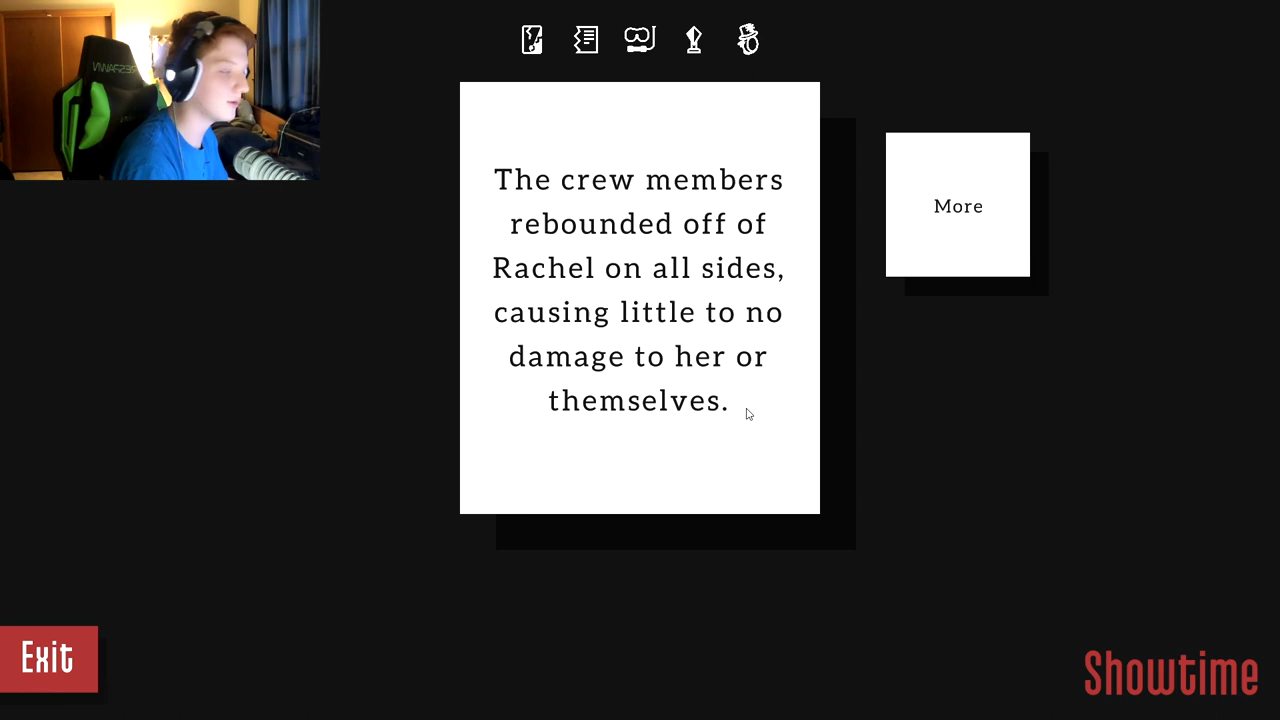 The crew members
rebounded off of
Rachel on all sides,
causing little to no
damage to her or
themselves.
More
Exit
Showtime